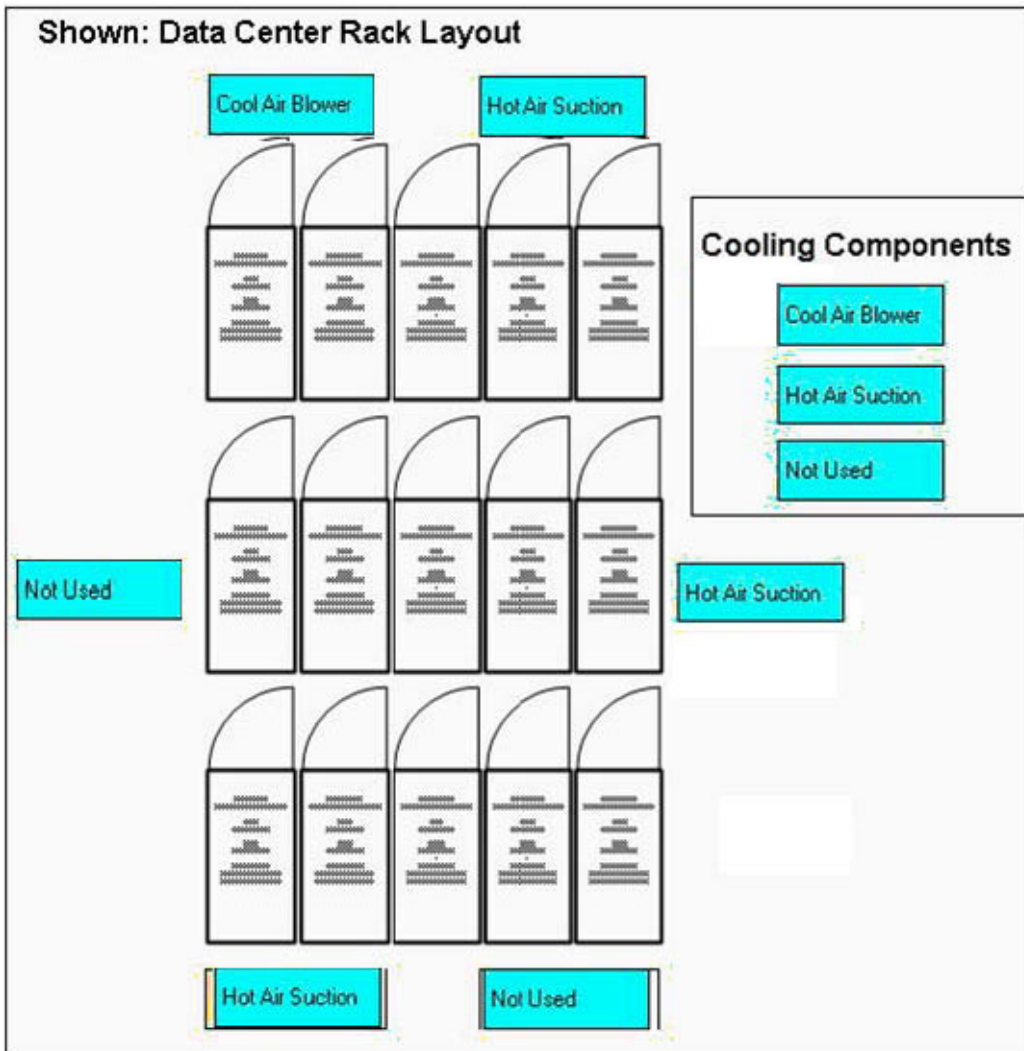 Shown: Data Center Rack Layout
Cool Air Blower
Hot Air Suction
Cooling Components
Cool Air Blower
Hot Air Suction
Not Used
Not Used
Hot Air Suction
Hot Air Suction
Not Used